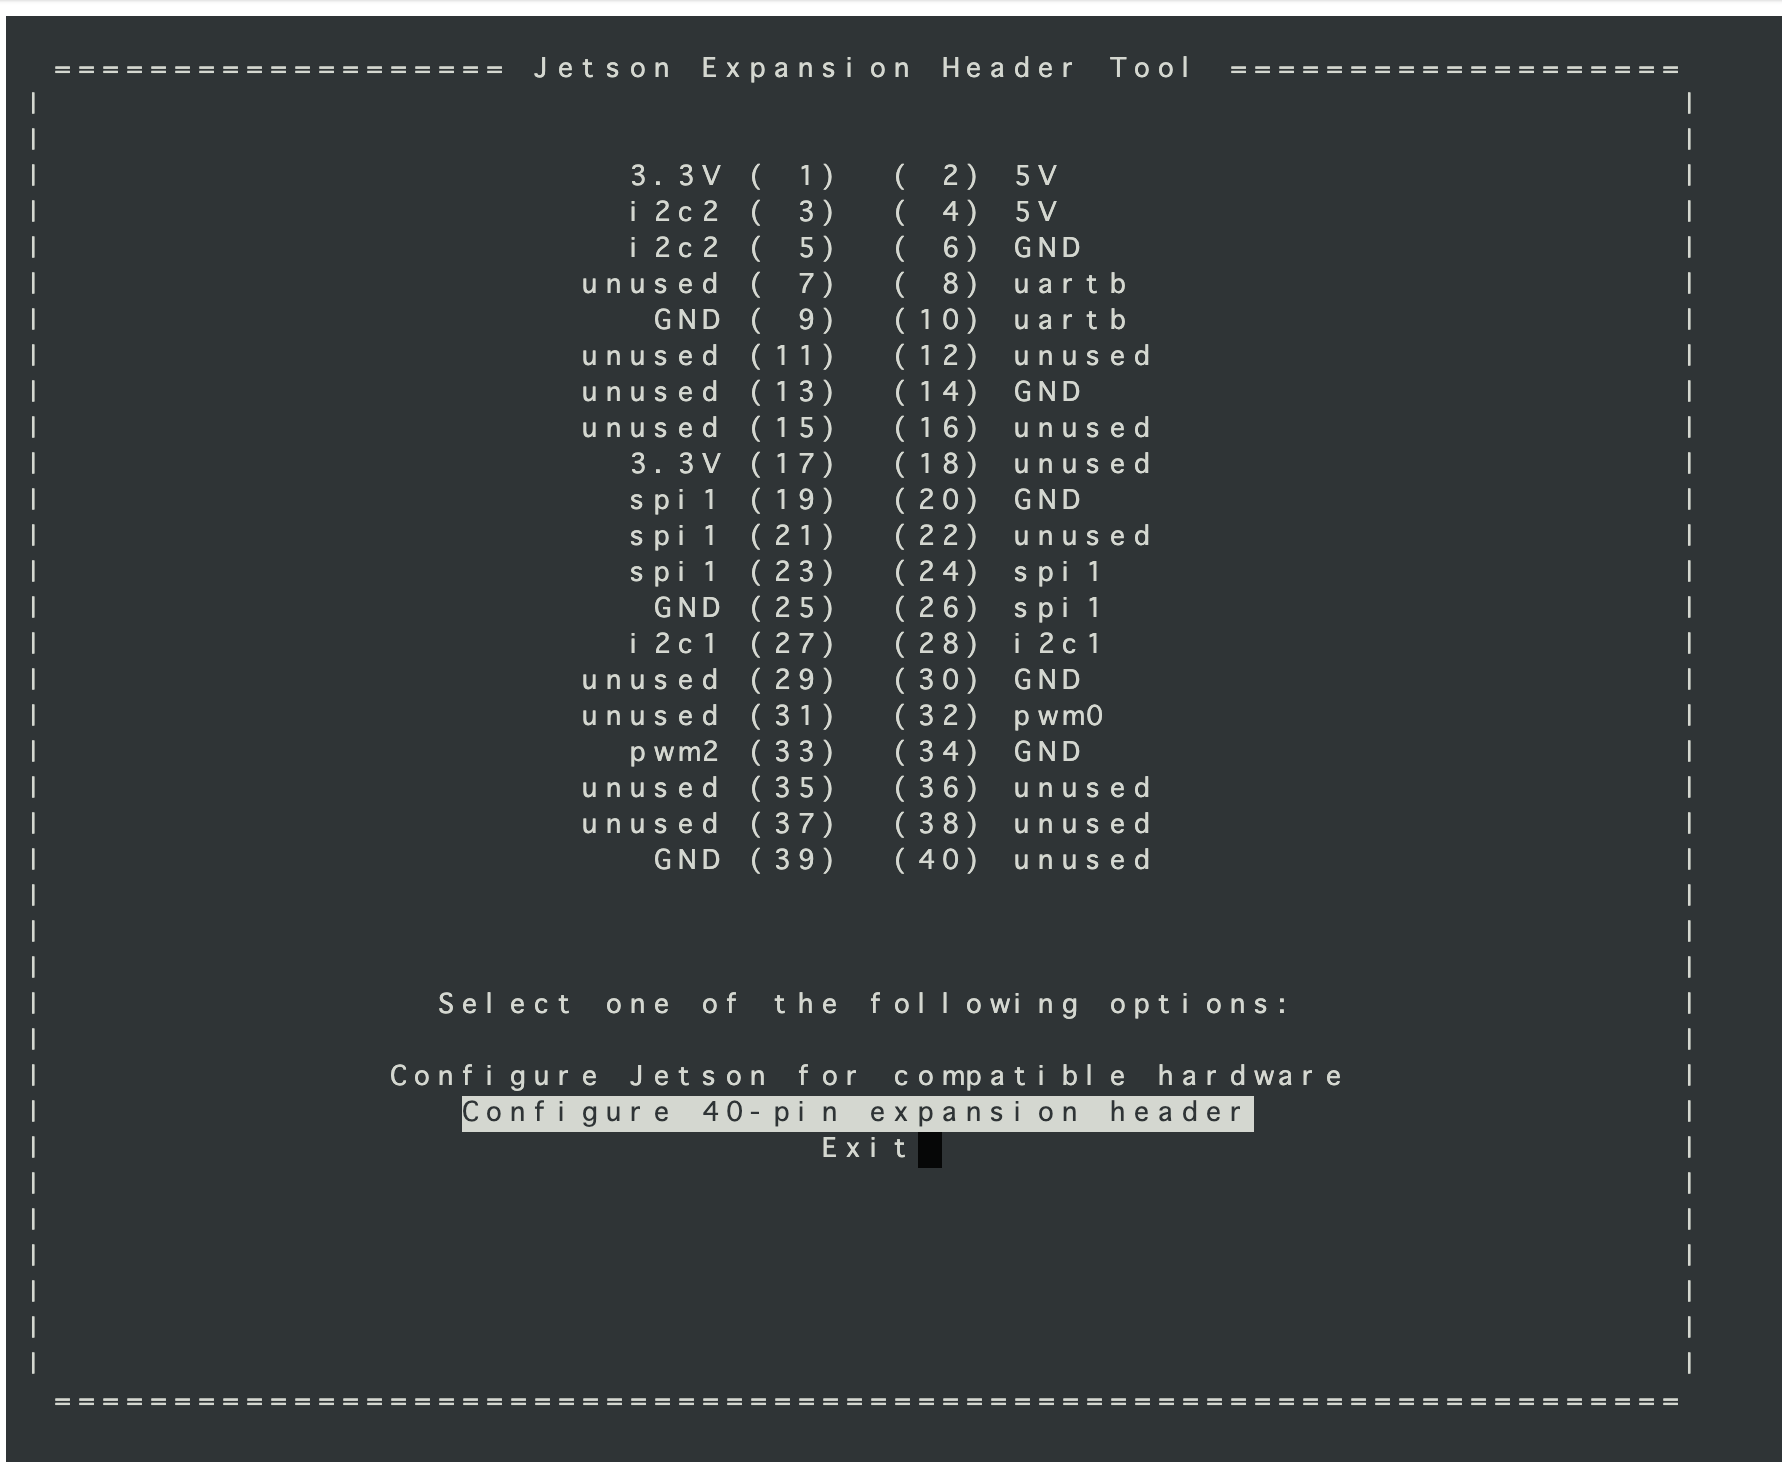 =================== Jetson Expansion Header Tool ===================
3.3V ( 1) ( 2) 5V
i2c2 ( 3) ( 4) 5V
i2c2 ( 5) ( 6) GND
unused ( 7) ( 8) uartb
GND ( 9) (10) uartb
unused (11) (12) unused
unused (13) (14) GND
unused (15) (16) unused
3.3V (17) (18) unused
spi1 (19) (20) GND
spi1 (21) (22) unused
spi1 (23) (24) spi1
GND (25) (26) spi1
i2c1 (27) (28) i2c1
unused (29) (30) GND
unused (31) (32) pwm0
pwm2 (33) (34) GND
unused (35) (36) unused
unused (37) (38) unused
GND (39) (40) unused
Select one of the following options:
Configure Jetson for compatible hardware
Configure 40-pin expansion header
Exit
====================================================================